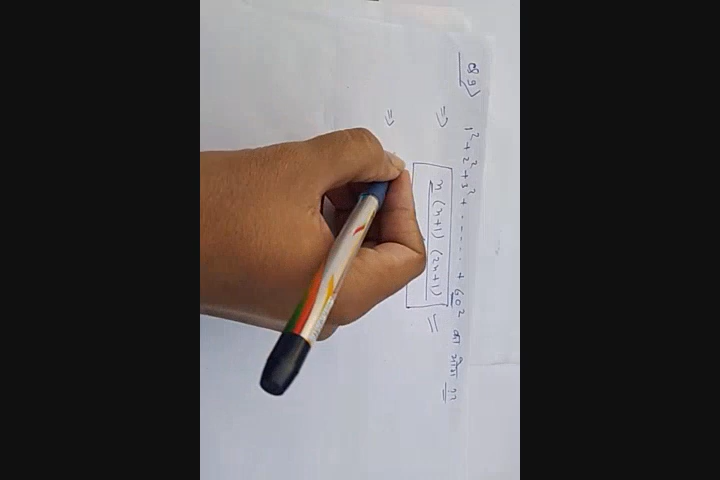 Q9)
1² + 2² + 3² + ------- + 60² का मान ??
⇒ n (n+1) (2n+1) =
⇒